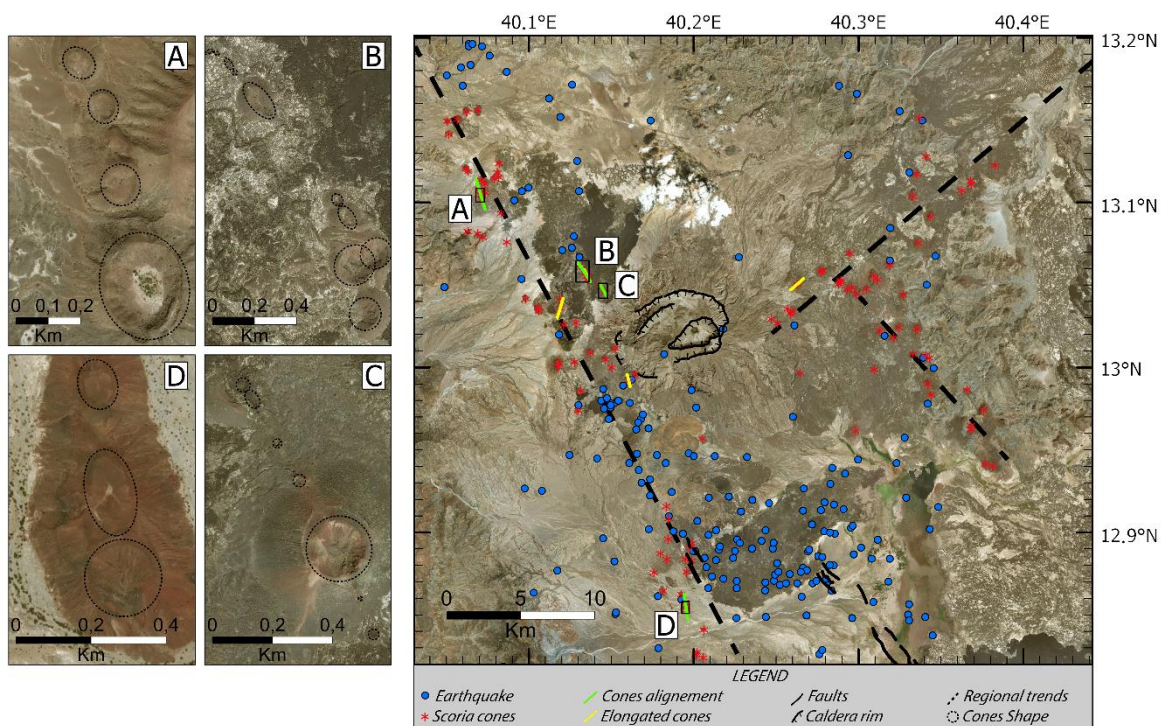 A
0 0,1 0,2
Km
B
0 0.2 0.4
Km
D
0 0,2 0,4
Km
C
0 0,2 0,4
Km
40.1°E 40.2°E 40.3°E 40.4°E
13.2°N
13.1°N
13°N
12.9°N
A
B
C
D
0 5 10
Km
LEGEND
Earthquake Cones alignment Faults Regional trends
Scoria cones Elongated cones Caldera rim Cones Shape